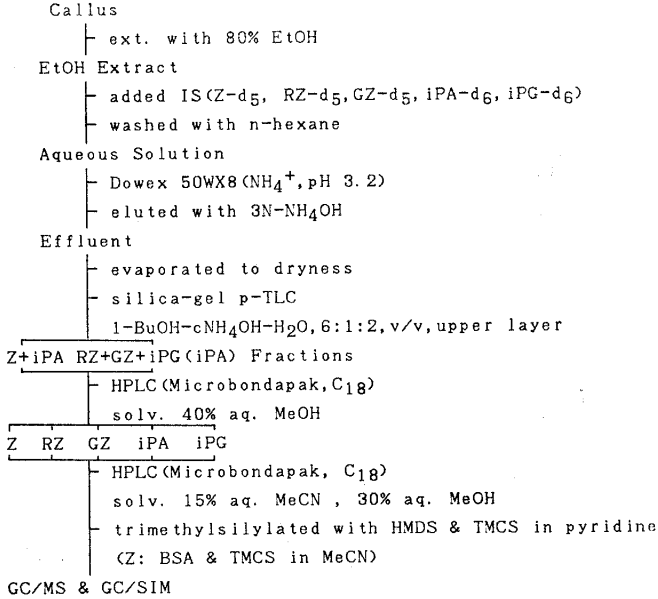 Callus
ext. with 80% EtOH
EtOH Extract
added IS(Z-d5, RZ-d5,GZ-d5, iPA-d6, iPG-d6)
washed with n-hexane
Aqueous Solution
Dowex 50WX8(NH4+,pH 3.2)
eluted with 3N-NH4OH
Effluent
evaporated to dryness
silica-gel p-TLC
1-BuOH-cNH4OH-H2O,6:1:2,v/v,upper layer
Z+iPA RZ+GZ+iPG(iPA) Fractions
HPLC(Microbondapak,C18)
solv. 40% aq. MeOH
Z RZ GZ iPA iPG
HPLC(Microbondapak, C18)
solv. 15% aq. MeCN , 30% aq. MeOH
trimethylsilylated with HMDS & TMCS in pyridine
(Z: BSA & TMCS in MeCN)
GC/MS & GC/SIM